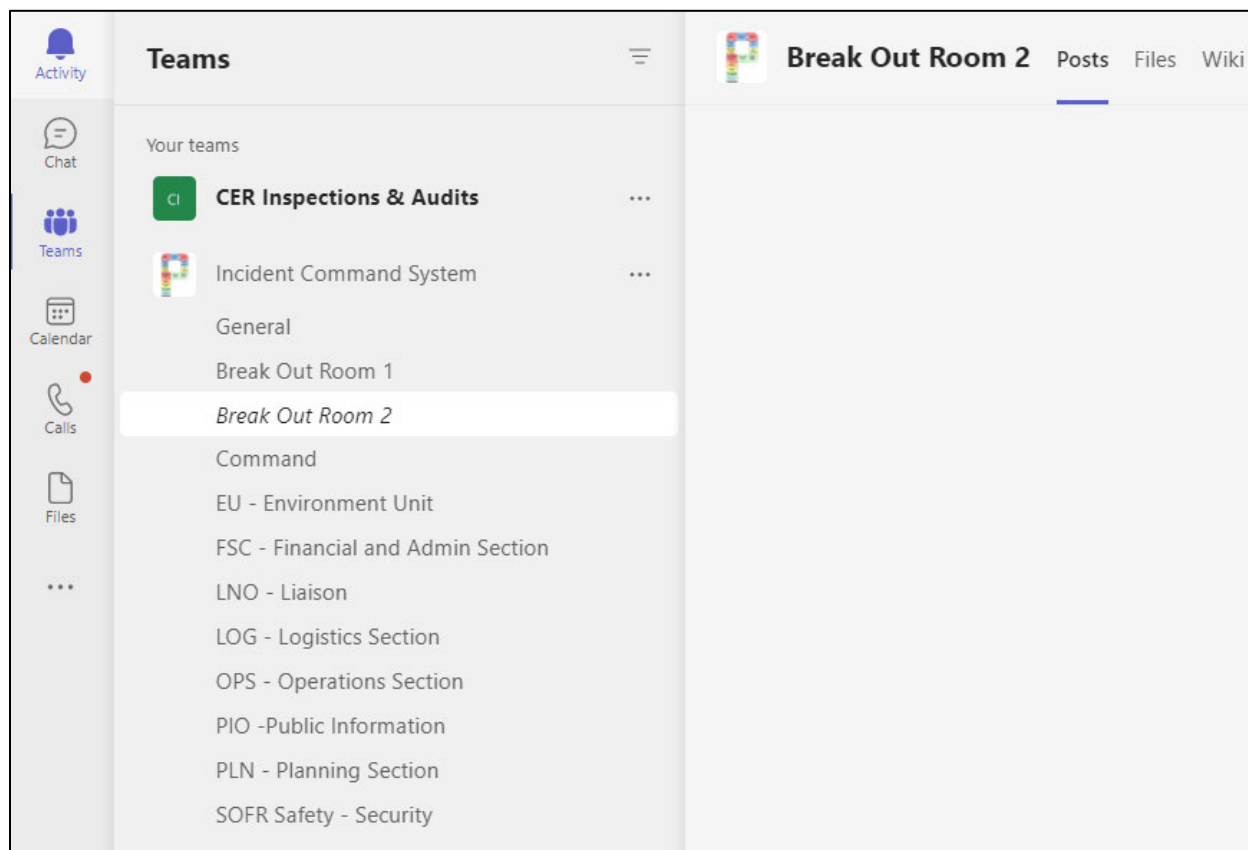 Activity
Chat
Teams
Calendar
Calls
Files
Teams
Your teams
CI
CER Inspections & Audits
Incident Command System
General
Break Out Room 1
Break Out Room 2
Command
EU - Environment Unit
FSC - Financial and Admin Section
LNO - Liaison
LOG - Logistics Section
OPS - Operations Section
PIO -Public Information
PLN - Planning Section
SOFR Safety - Security
Break Out Room 2 Posts Files Wiki